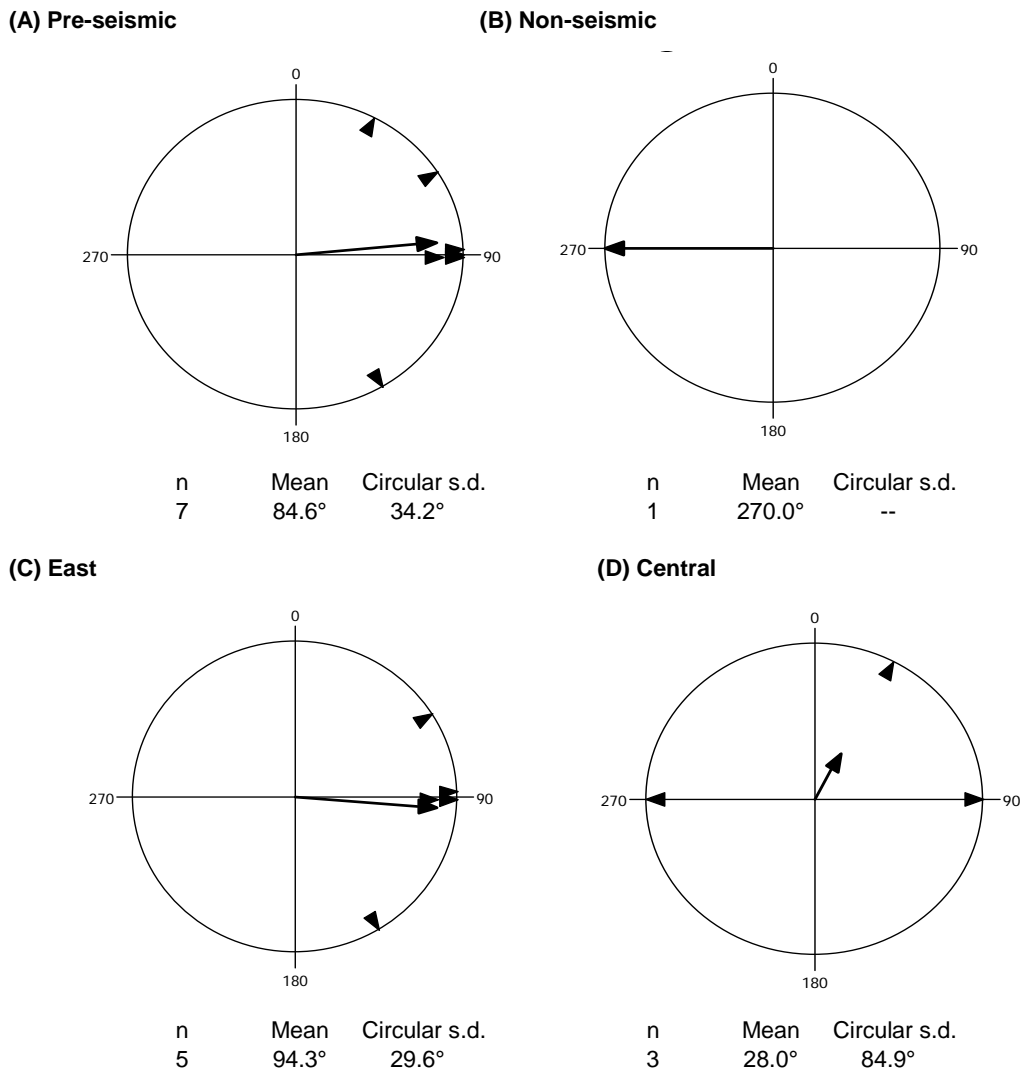 (A) Pre-seismic
0
270
90
180
n Mean Circular s.d.
7 84.6° 34.2°
(B) Non-seismic
0
270
90
180
n Mean Circular s.d.
1 270.0° --
(C) East
0
270
90
180
n Mean Circular s.d.
5 94.3° 29.6°
(D) Central
0
270
90
180
n Mean Circular s.d.
3 28.0° 84.9°